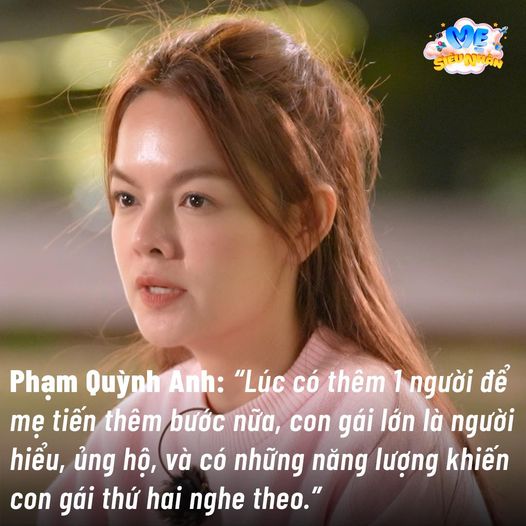 MẸ
SIÊU NHÂN
Phạm Quỳnh Anh: “Lúc có thêm 1 người để
mẹ tiến thêm bước nữa, con gái lớn là người
hiểu, ủng hộ, và có những năng lượng khiến
con gái thứ hai nghe theo.”